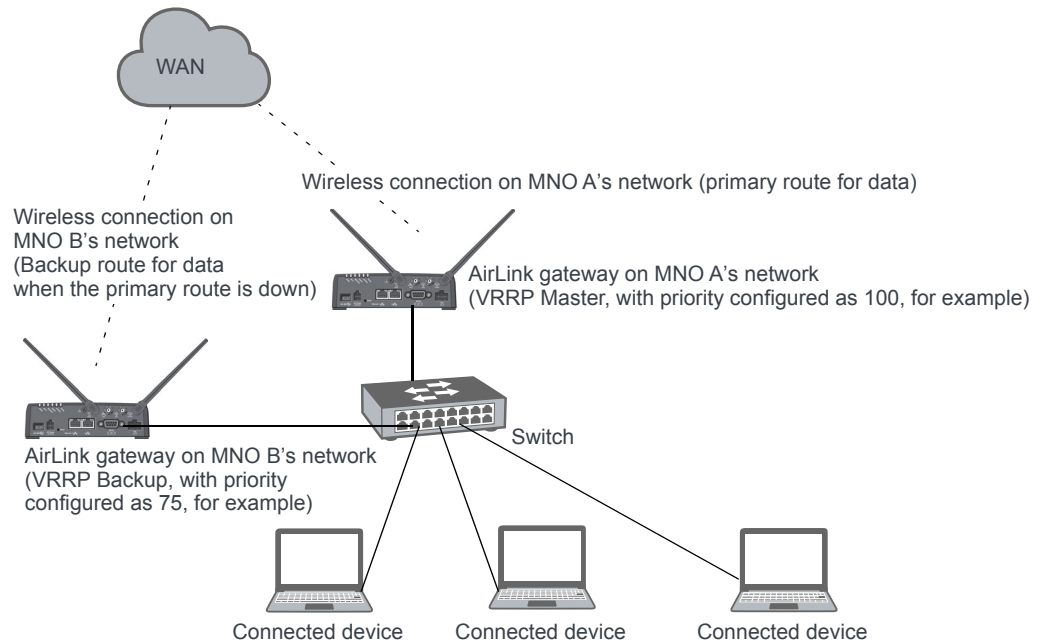 WAN
Wireless connection on MNO A's network (primary route for data)
Wireless connection on
MNO B's network
(Backup route for data
when the primary route is down)
AirLink gateway on MNO A's network
(VRRP Master, with priority configured as 100, for example)
Switch
AirLink gateway on MNO B's network
(VRRP Backup, with priority
configured as 75, for example)
Connected device
Connected device
Connected device